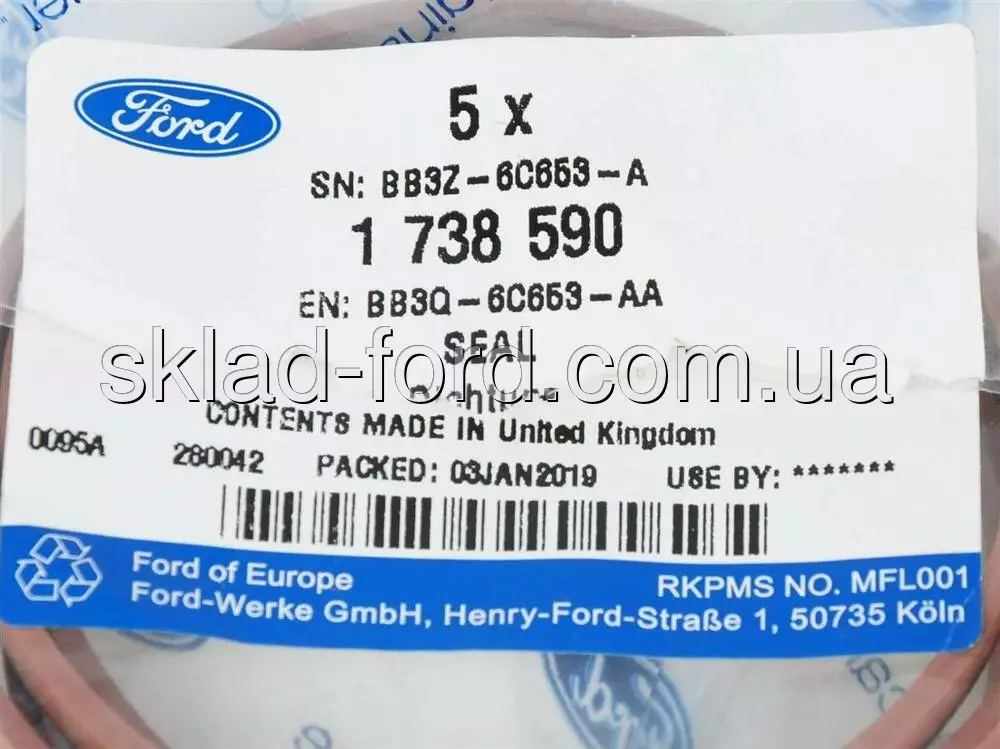 Ford
5 x
SN: BB3Z-6C653-A
1 738 590
EN: BB3Q-6C653-AA
SEAL
sklad-ford.com.ua
CONTENTS MADE IN United Kingdom
0095A 280042 PACKED: 03JAN2019 USE BY: *******
Ford of Europe
RKPMS NO. MFL001
Ford-Werke GmbH, Henry-Ford-Straße 1, 50735 Köln